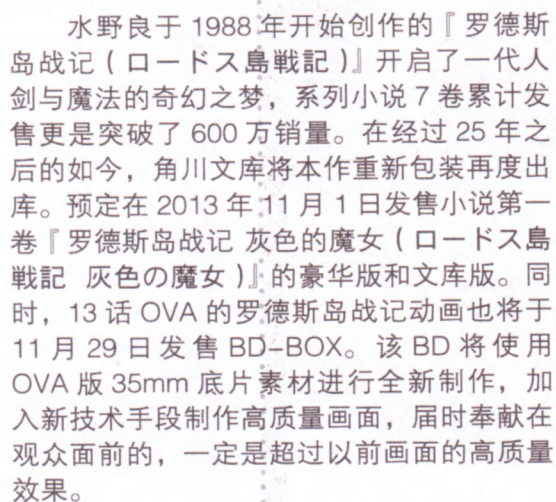 水野良于 1988 年开始创作的『罗德斯
岛战记(ロードス島戦記)』开启了一代人
剑与魔法的奇幻之梦，系列小说 7 卷累计发
售更是突破了 600 万销量。在经过 25 年之
后的如今，角川文库将本作重新包装再度出
库。预定在 2013 年 11 月 1 日发售小说第一
卷『罗德斯岛战记 灰色的魔女(ロードス島
戦記 灰色の魔女)』的豪华版和文库版。同
时，13 话 OVA 的罗德斯岛战记动画也将于
11 月 29 日发售 BD-BOX。该 BD 将使用
OVA 版 35mm 底片素材进行全新制作，加
入新技术手段制作高质量画面，届时奉献在
观众面前的，一定是超过以前画面的高质量
效果。